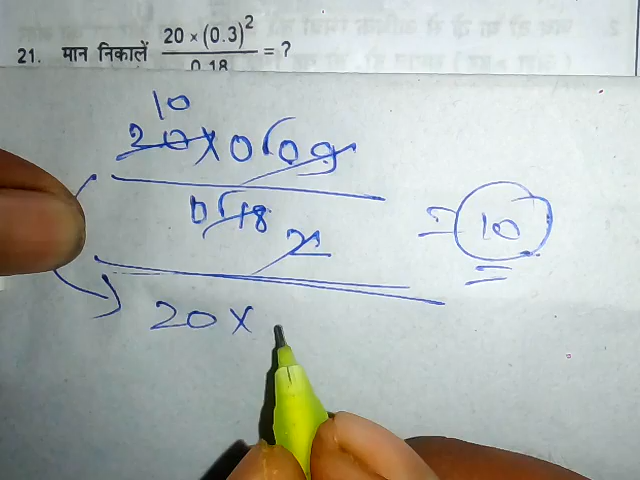 21. मान निकालें 20 × (0.3)² / 0.18 = ?
10
20 × 0.09
0.18
2
= 10
20 ×